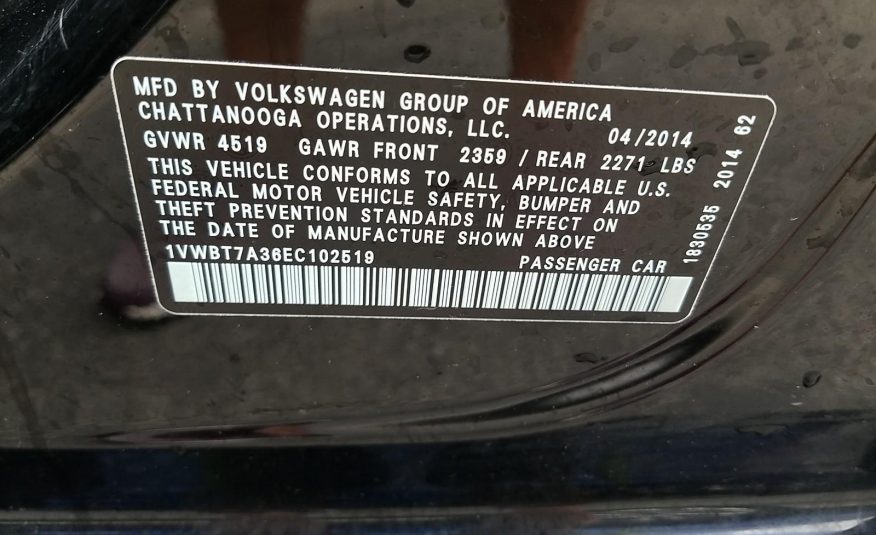 MFD BY VOLKSWAGEN GROUP OF AMERICA
CHATTANOOGA OPERATIONS, LLC.
04/2014
GVWR 4519 GAWR FRONT 2359 / REAR 2271 LBS
THIS VEHICLE CONFORMS TO ALL APPLICABLE U.S.
FEDERAL MOTOR VEHICLE SAFETY, BUMPER AND
THEFT PREVENTION STANDARDS IN EFFECT ON
THE DATE OF MANUFACTURE SHOWN ABOVE
1VWBT7A36EC102519 PASSENGER CAR
1830535 2014 62